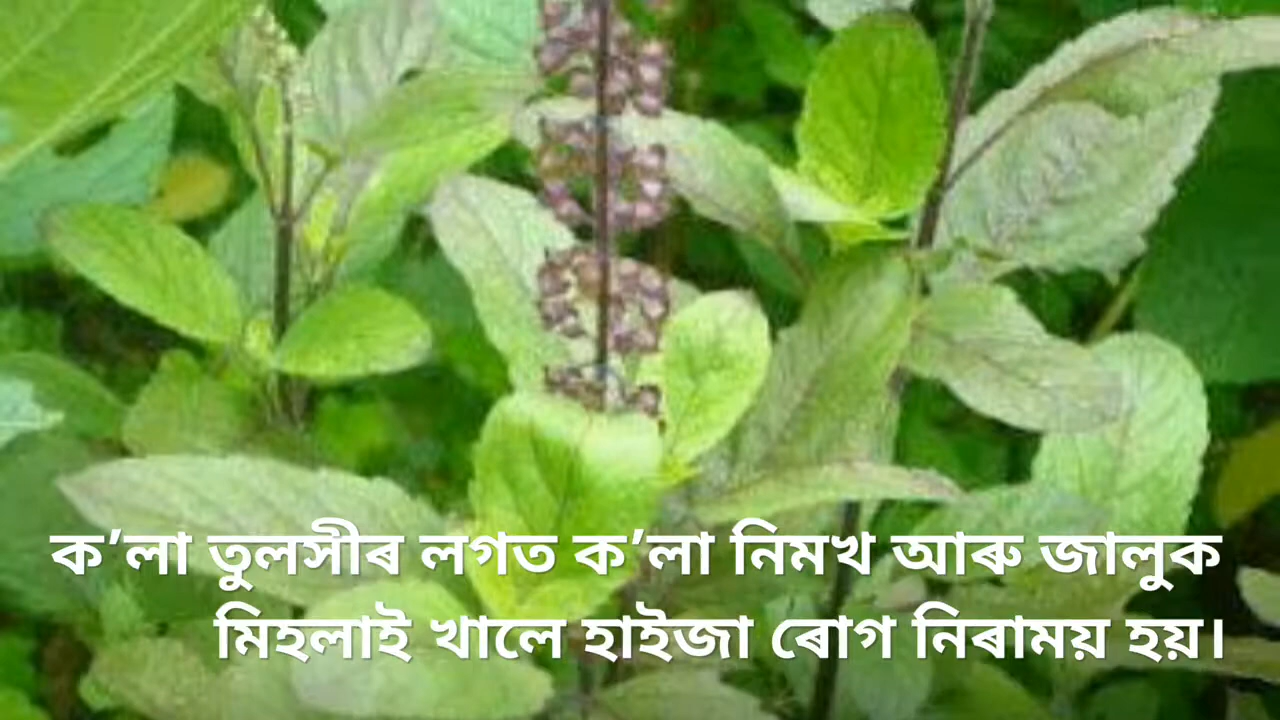 ক’লা তুলসীৰ লগত ক’লা নিমখ আৰু জালুক
মিহলাই খালে হাইজা ৰোগ নিৰাময় হয়।